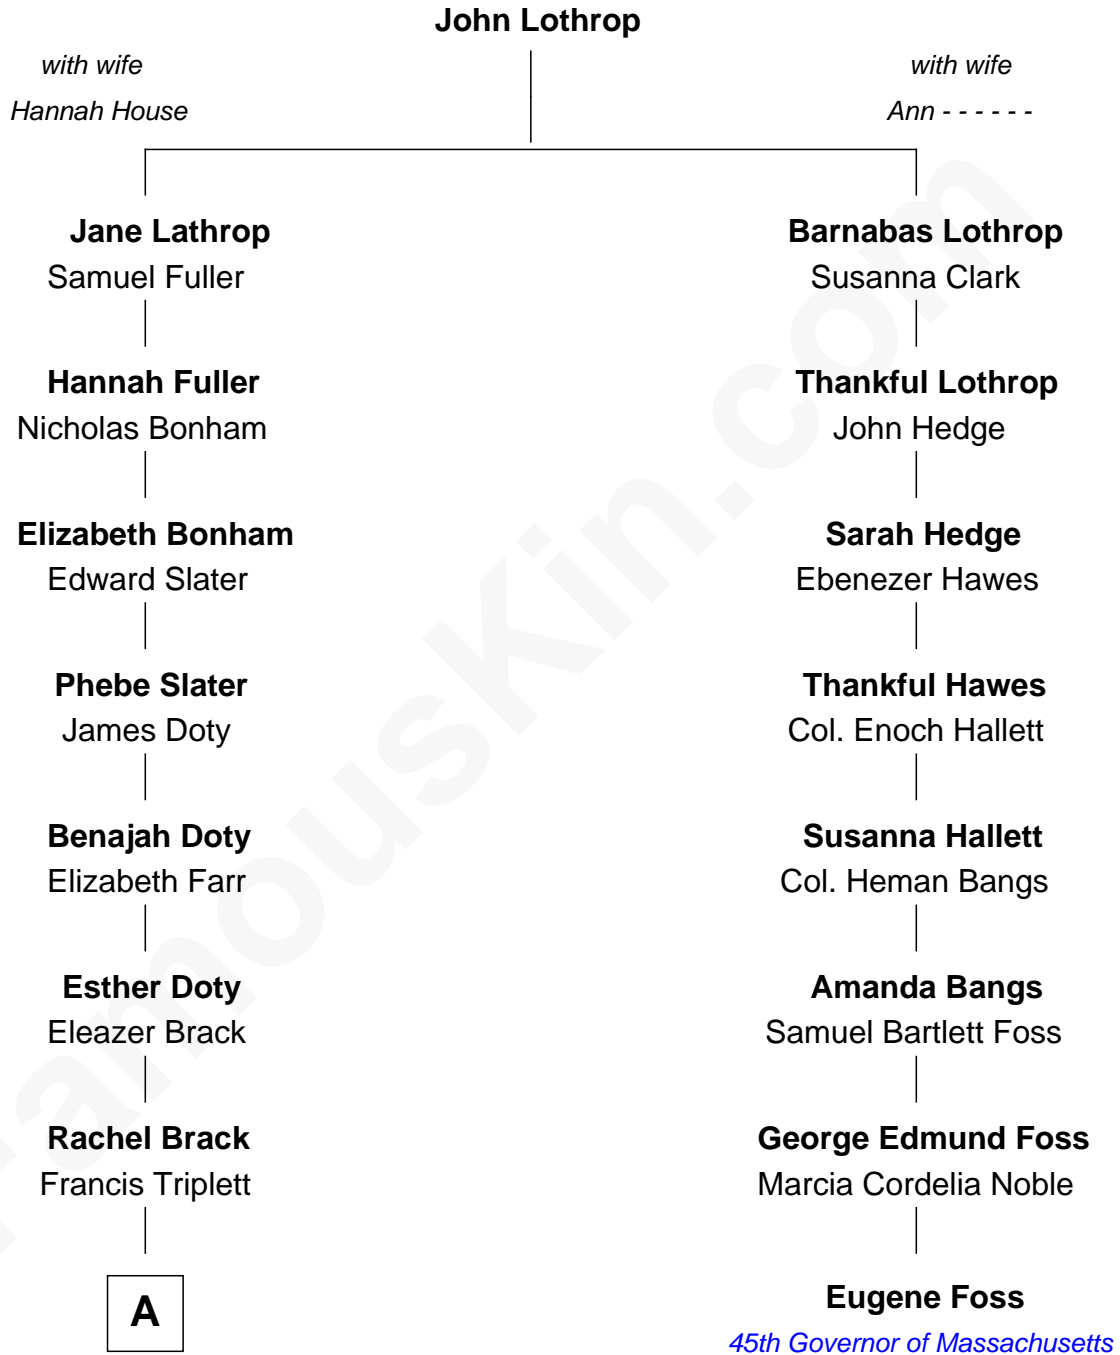 John Lothrop
with wife
Hannah House
with wife
Ann - - - - - -
Jane Lathrop
Samuel Fuller
Hannah Fuller
Nicholas Bonham
Elizabeth Bonham
Edward Slater
Phebe Slater
James Doty
Benajah Doty
Elizabeth Farr
Esther Doty
Eleazer Brack
Rachel Brack
Francis Triplett
A
Barnabas Lothrop
Susanna Clark
Thankful Lothrop
John Hedge
Sarah Hedge
Ebenezer Hawes
Thankful Hawes
Col. Enoch Hallett
Susanna Hallett
Col. Heman Bangs
Amanda Bangs
Samuel Bartlett Foss
George Edmund Foss
Marcia Cordelia Noble
Eugene Foss
45th Governor of Massachusetts
FamousKin.com